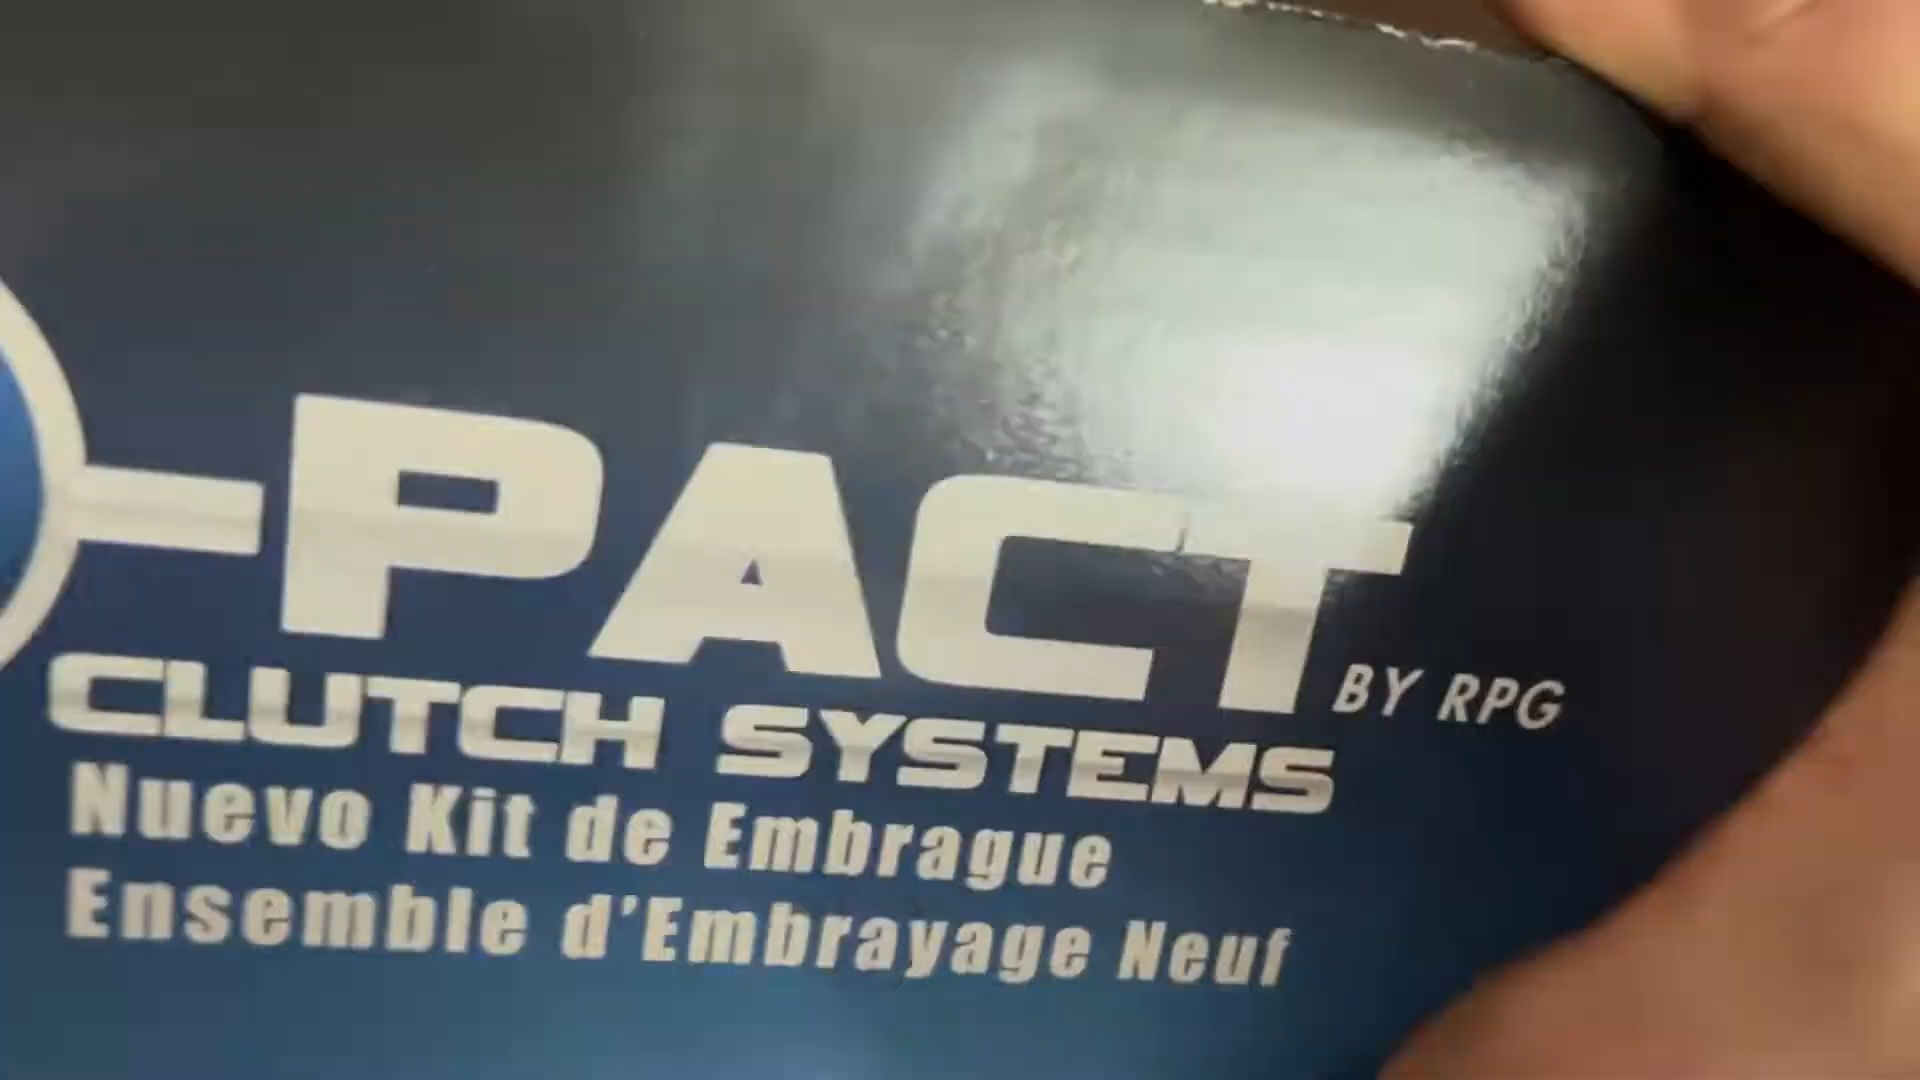 -PACT BY RPG
CLUTCH SYSTEMS
Nuevo Kit de Embrague
Ensemble d'Embrayage Neuf